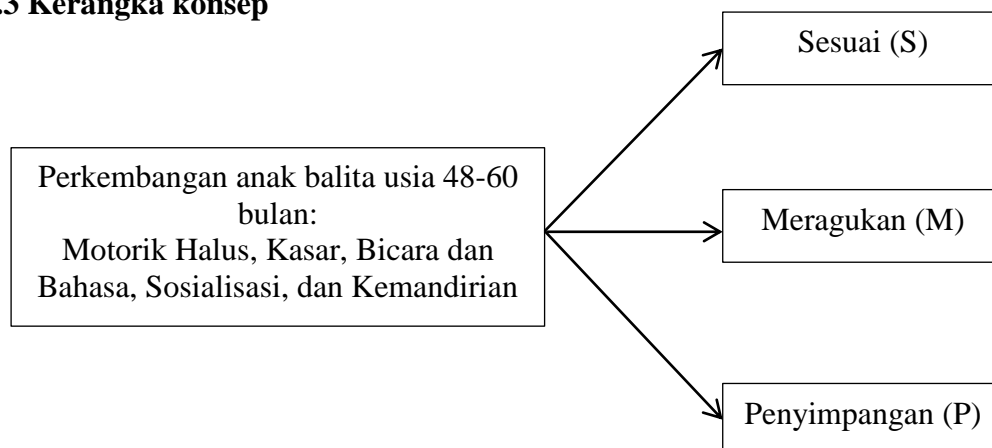 .3 Kerangka konsep
Sesuai (S)
Perkembangan anak balita usia 48-60
bulan:
Motorik Halus, Kasar, Bicara dan
Bahasa, Sosialisasi, dan Kemandirian
Meragukan (M)
Penyimpangan (P)